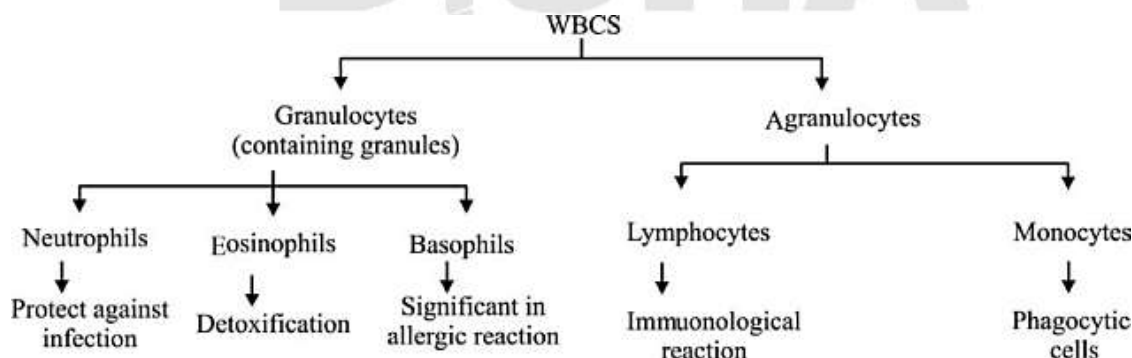 WBCS
Granulocytes
(containing granules)
Agranulocytes
Neutrophils
Eosinophils
Basophils
Lymphocytes
Monocytes
Protect against
infection
Detoxification
Significant in
allergic reaction
Immuonological
reaction
Phagocytic
cells